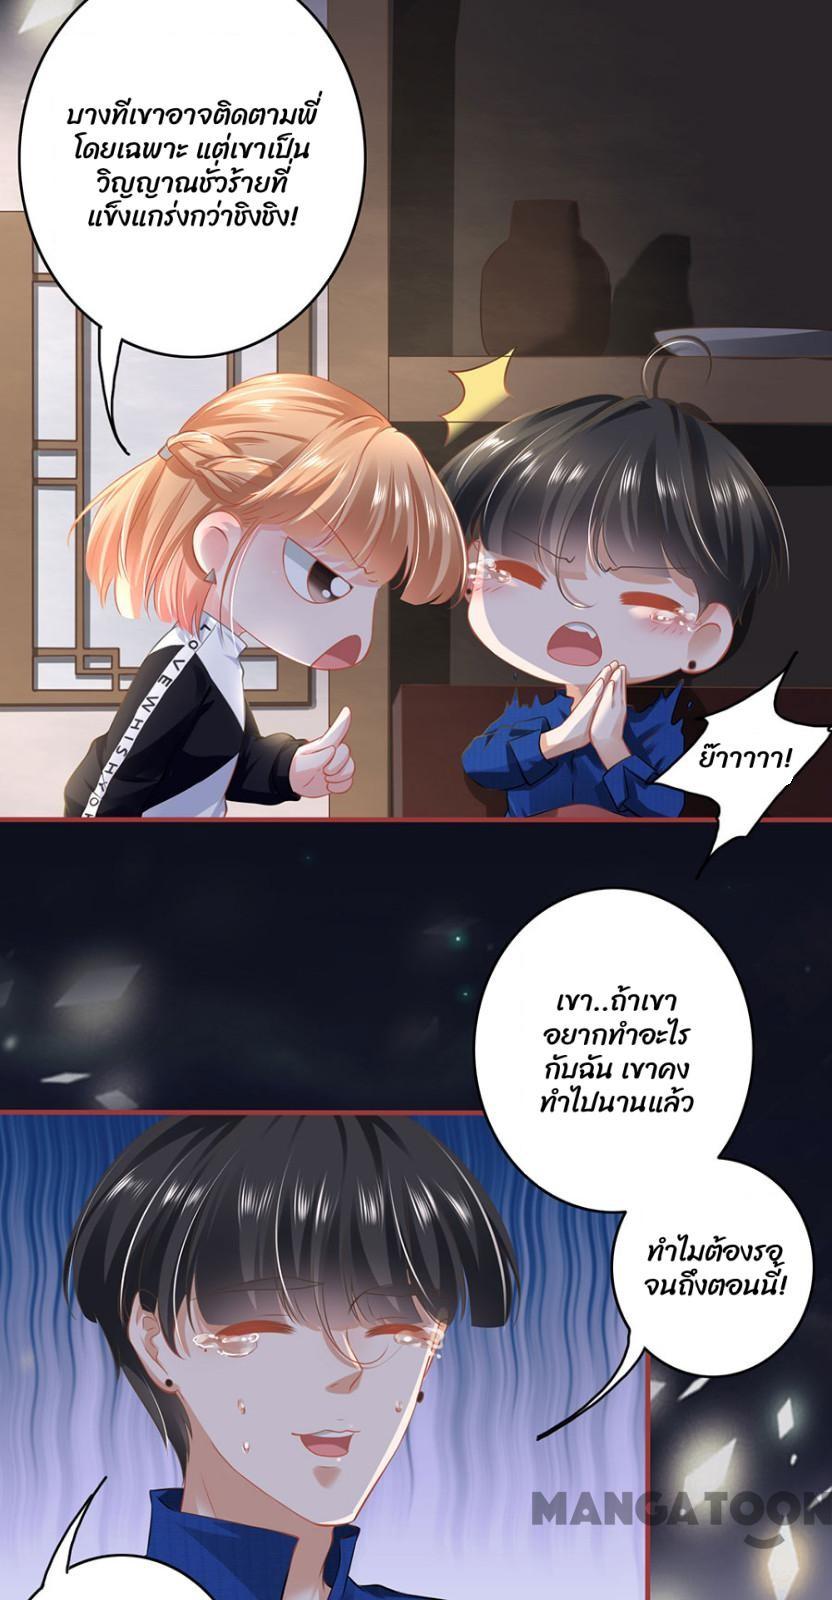 บางทีเขาอาจติดตามพี่
โดยเฉพาะ แต่เขาเป็น
วิญญาณชั่วร้ายที่
แข็งแกร่งกว่าชิงชิง!
LOVE WHISHYO
ย๊าาาาา!
เขา..ถ้าเขา
อยากทำอะไร
กับฉัน เขาคง
ทำไปนานแล้ว
ทำไมต้องรอ
จนถึงตอนนี้!
MANGATOON